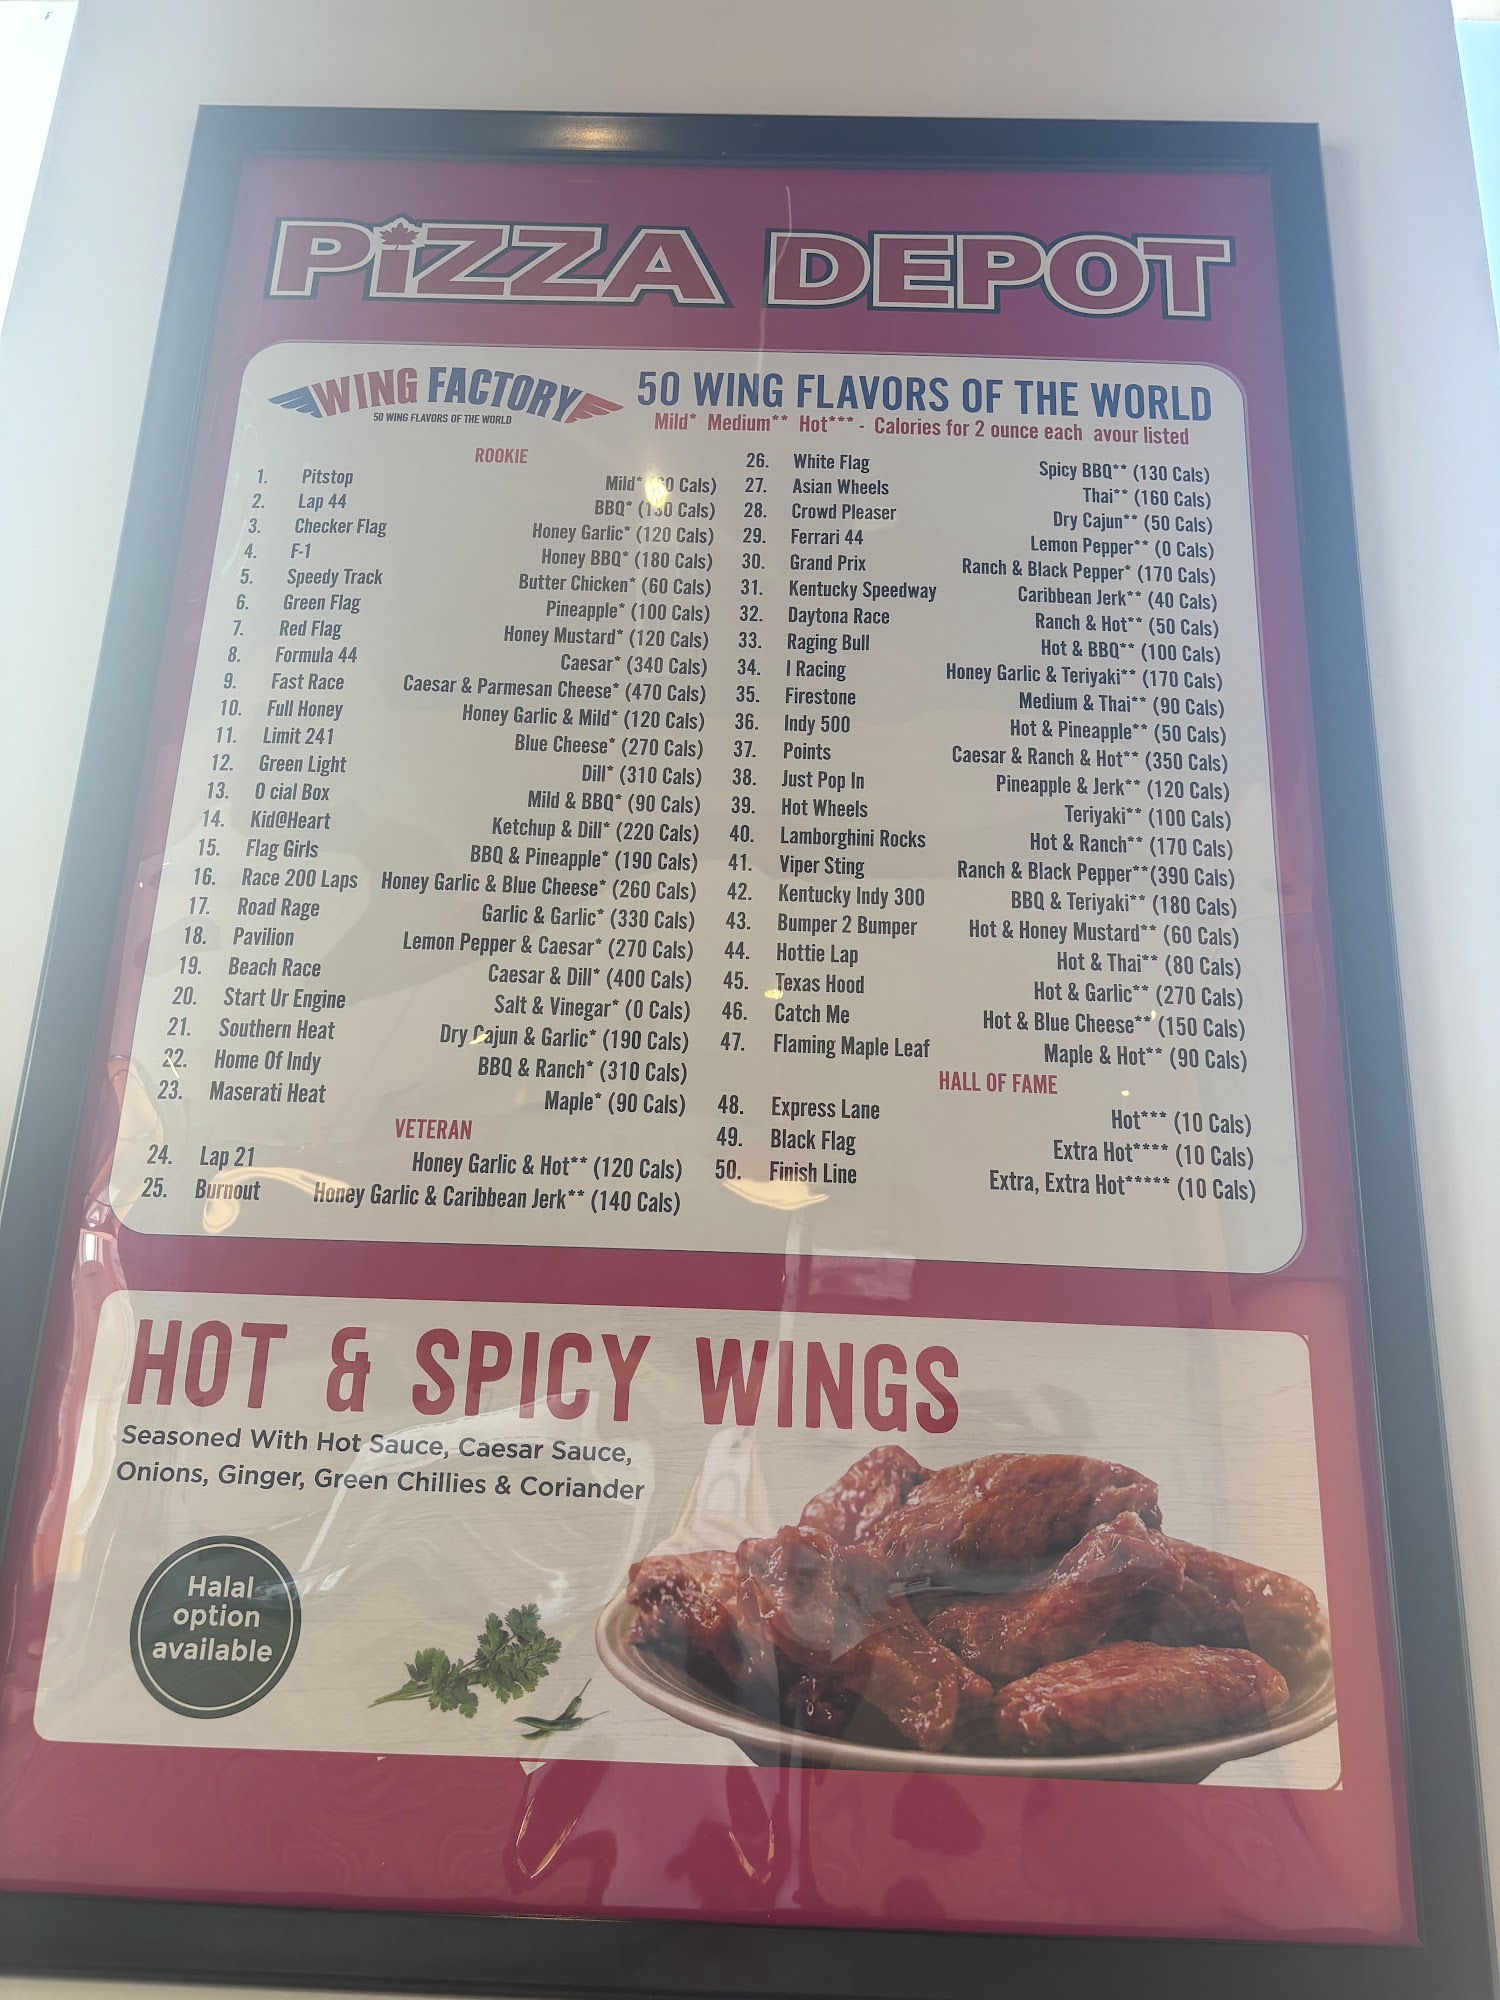 PiZZA DEPOT
WING FACTORY
50 WING FLAVORS OF THE WORLD
50 WING FLAVORS OF THE WORLD
Mild* Medium** Hot*** - Calories for 2 ounce each avour listed
ROOKIE
1. Pitstop Mild* Cals)
2. Lap 44 BBQ* Cals)
3. Checker Flag Honey Garlic* (120 Cals)
4. F-1 Honey BBQ* (180 Cals)
5. Speedy Track Butter Chicken* (60 Cals)
6. Green Flag Pineapple* (100 Cals)
7. Red Flag Honey Mustard* (120 Cals)
8. Formula 44 Caesar* (340 Cals)
9. Fast Race Caesar & Parmesan Cheese* (470 Cals)
10. Full Honey Honey Garlic & Mild* (120 Cals)
11. Limit 241 Blue Cheese* (270 Cals)
12. Green Light Dill* (310 Cals)
13. O cial Box Mild & BBQ* (90 Cals)
14. Kid@Heart Ketchup & Dill* (220 Cals)
15. Flag Girls BBQ & Pineapple* (190 Cals)
16. Race 200 Laps Honey Garlic & Blue Cheese* (260 Cals)
17. Road Rage Garlic & Garlic* (330 Cals)
18. Pavilion Lemon Pepper & Caesar* (270 Cals)
19. Beach Race Caesar & Dill* (400 Cals)
20. Start Ur Engine Salt & Vinegar* (0 Cals)
21. Southern Heat Dry Cajun & Garlic* (190 Cals)
22. Home Of Indy BBQ & Ranch* (310 Cals)
23. Maserati Heat Maple* (90 Cals)
VETERAN
24. Lap 21 Honey Garlic & Hot** (120 Cals)
25. Burnout Honey Garlic & Caribbean Jerk** (140 Cals)
26. White Flag Spicy BBQ** (130 Cals)
27. Asian Wheels Thai** (160 Cals)
28. Crowd Pleaser Dry Cajun** (50 Cals)
29. Ferrari 44 Lemon Pepper** (0 Cals)
30. Grand Prix Ranch & Black Pepper* (170 Cals)
31. Kentucky Speedway Caribbean Jerk** (40 Cals)
32. Daytona Race Ranch & Hot** (50 Cals)
33. Raging Bull Hot & BBQ** (100 Cals)
34. I Racing Honey Garlic & Teriyaki** (170 Cals)
35. Firestone Medium & Thai** (90 Cals)
36. Indy 500 Hot & Pineapple** (50 Cals)
37. Points Caesar & Ranch & Hot** (350 Cals)
38. Just Pop In Pineapple & Jerk** (120 Cals)
39. Hot Wheels Teriyaki** (100 Cals)
40. Lamborghini Rocks Hot & Ranch** (170 Cals)
41. Viper Sting Ranch & Black Pepper**(390 Cals)
42. Kentucky Indy 300 BBQ & Teriyaki** (180 Cals)
43. Bumper 2 Bumper Hot & Honey Mustard** (60 Cals)
44. Hottie Lap Hot & Thai** (80 Cals)
45. Texas Hood Hot & Garlic** (270 Cals)
46. Catch Me Hot & Blue Cheese** (150 Cals)
47. Flaming Maple Leaf Maple & Hot** (90 Cals)
HALL OF FAME
48. Express Lane Hot*** (10 Cals)
49. Black Flag Extra Hot**** (10 Cals)
50. Finish Line Extra, Extra Hot***** (10 Cals)
HOT & SPICY WINGS
Seasoned With Hot Sauce, Caesar Sauce,
Onions, Ginger, Green Chillies & Coriander
Halal
option
available